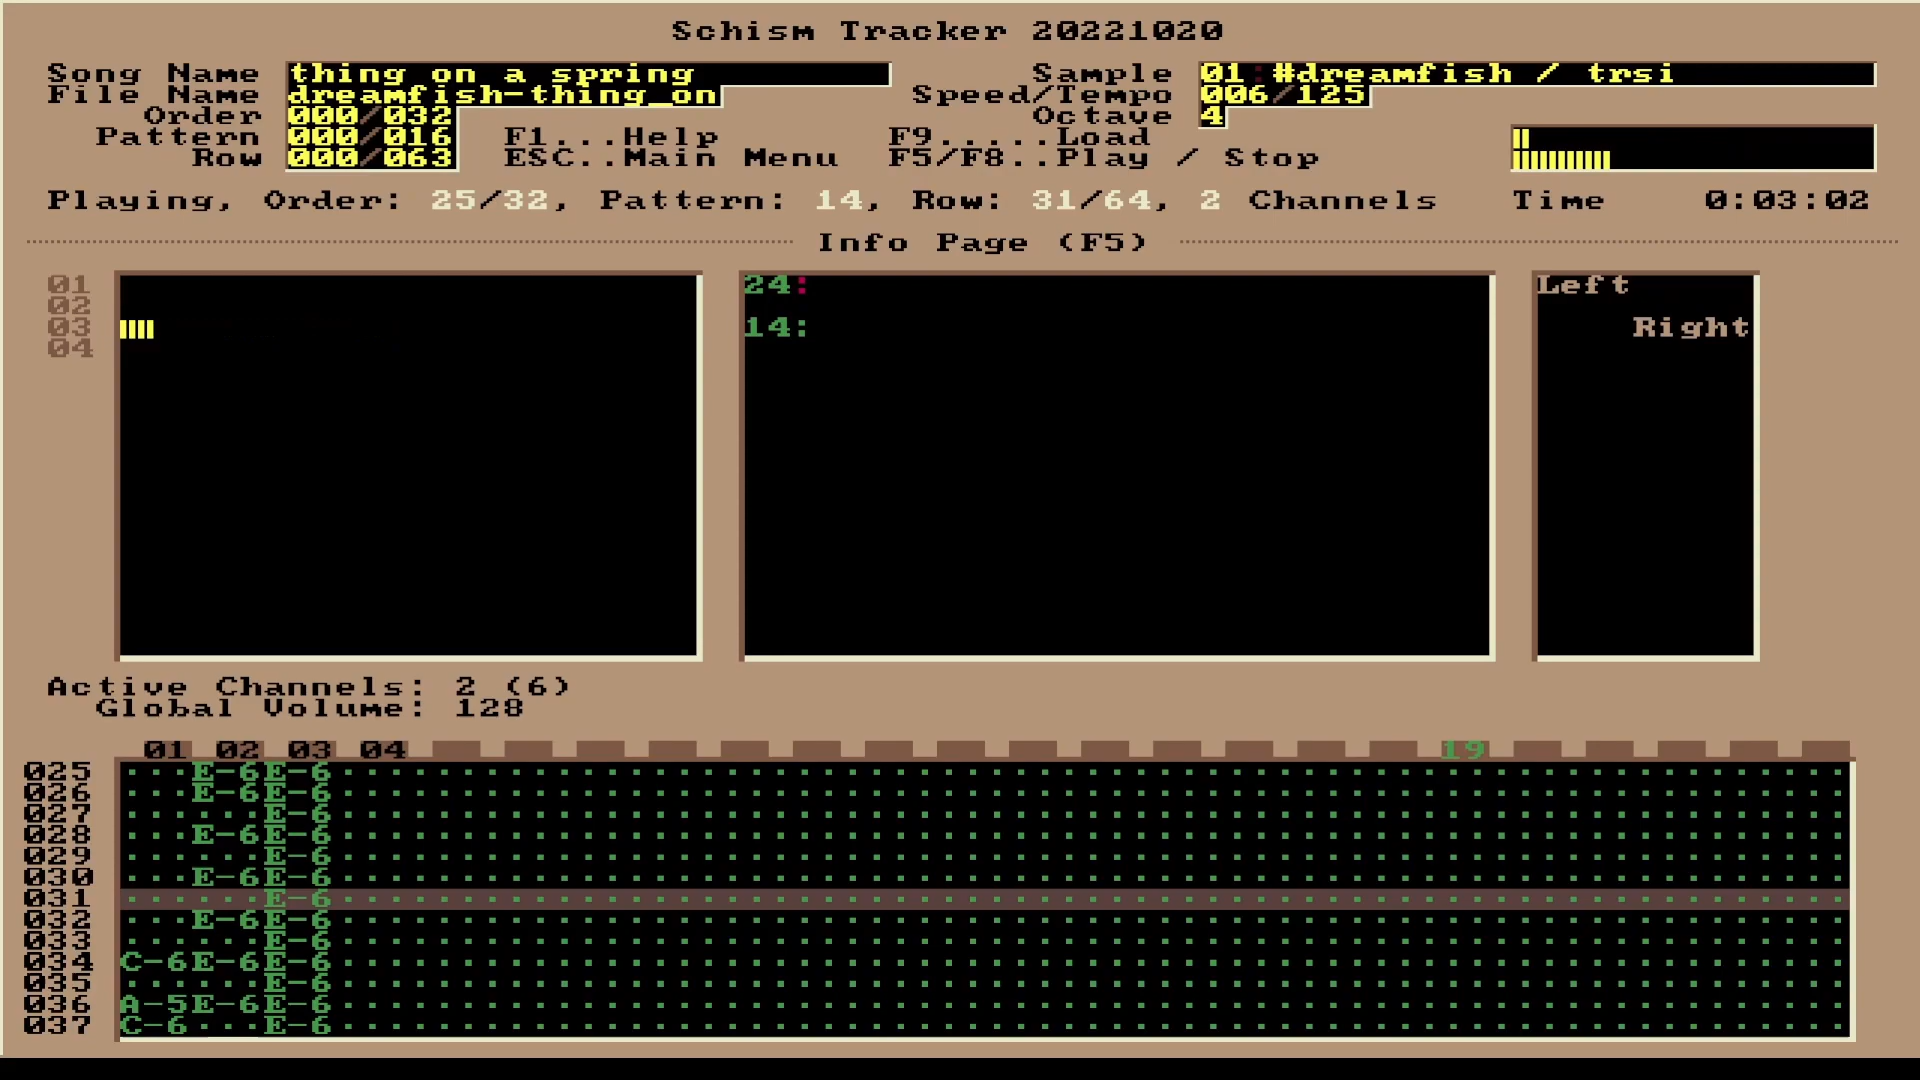 Schism Tracker 20221020
Song Name thing on a spring Sample 01:#dreamfish / trsi
File Name dreamfish-thing_on Speed/Tempo 006/125
Order 000/032 Octave 4
Pattern 000/016 F1...Help F9.....Load
Row 000/063 ESC..Main Menu F5/F8..Play / Stop
Playing, Order: 25/32, Pattern: 14, Row: 31/64, 2 Channels Time 0:03:02
Info Page (F5)
01 24: Left
02
03 14: Right
04
Active Channels: 2 (6)
Global Volume: 128
01 02 03 04 19
025 ...E-6E-6
026 ...E-6E-6
027 ......E-6
028 ...E-6E-6
029 ......E-6
030 ...E-6E-6
031 ......E-6
032 ...E-6E-6
033 ......E-6
034 C-6E-6E-6
035 ......E-6
036 A-5E-6E-6
037 C-6...E-6